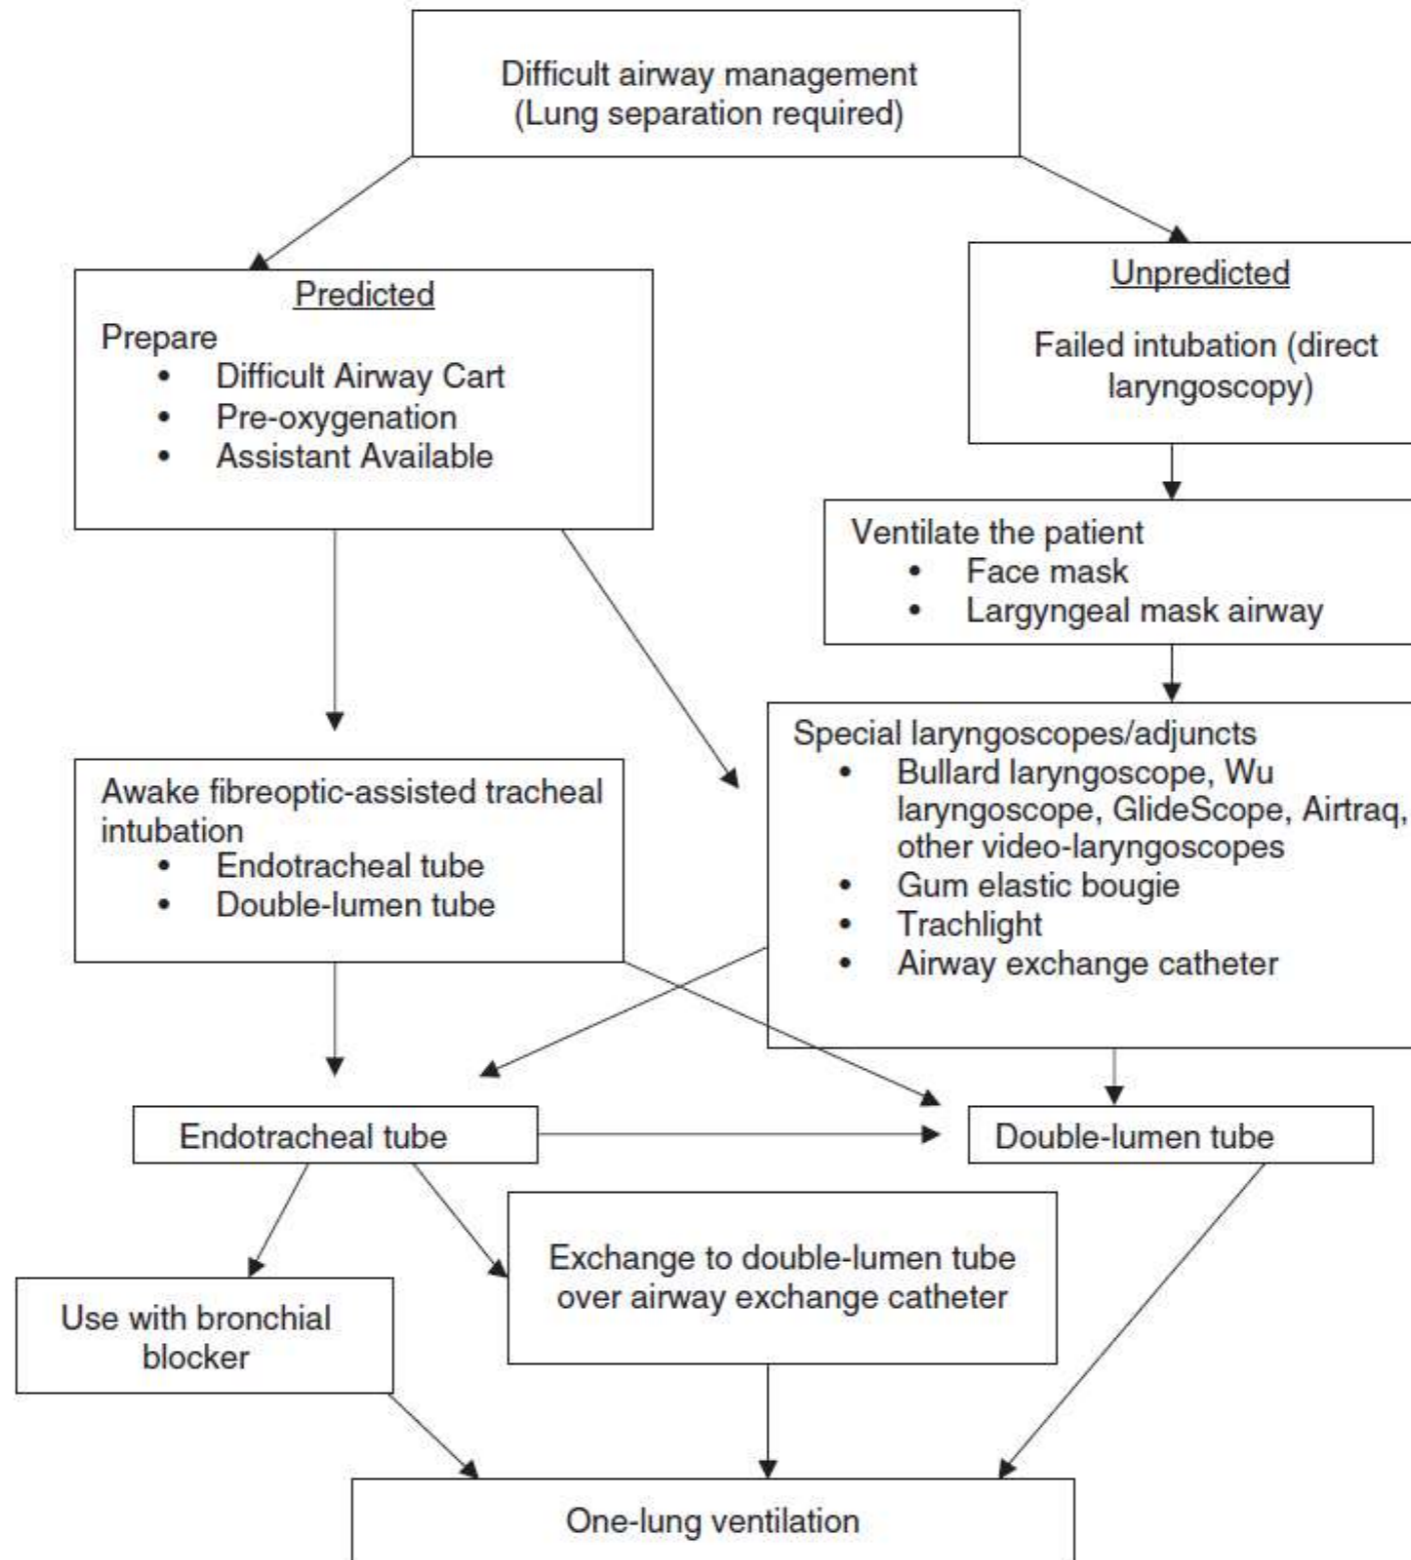 Difficult airway management
(Lung separation required)
Predicted
Prepare
• Difficult Airway Cart
• Pre-oxygenation
• Assistant Available
Unpredicted
Failed intubation (direct
laryngoscopy)
Ventilate the patient
• Face mask
• Largyngeal mask airway
Special laryngoscopes/adjuncts
• Bullard laryngoscope, Wu
laryngoscope, GlideScope, Airtraq,
other video-laryngoscopes
• Gum elastic bougie
• Trachlight
• Airway exchange catheter
Awake fibreoptic-assisted tracheal
intubation
• Endotracheal tube
• Double-lumen tube
Endotracheal tube
Double-lumen tube
Exchange to double-lumen tube
over airway exchange catheter
Use with bronchial
blocker
One-lung ventilation